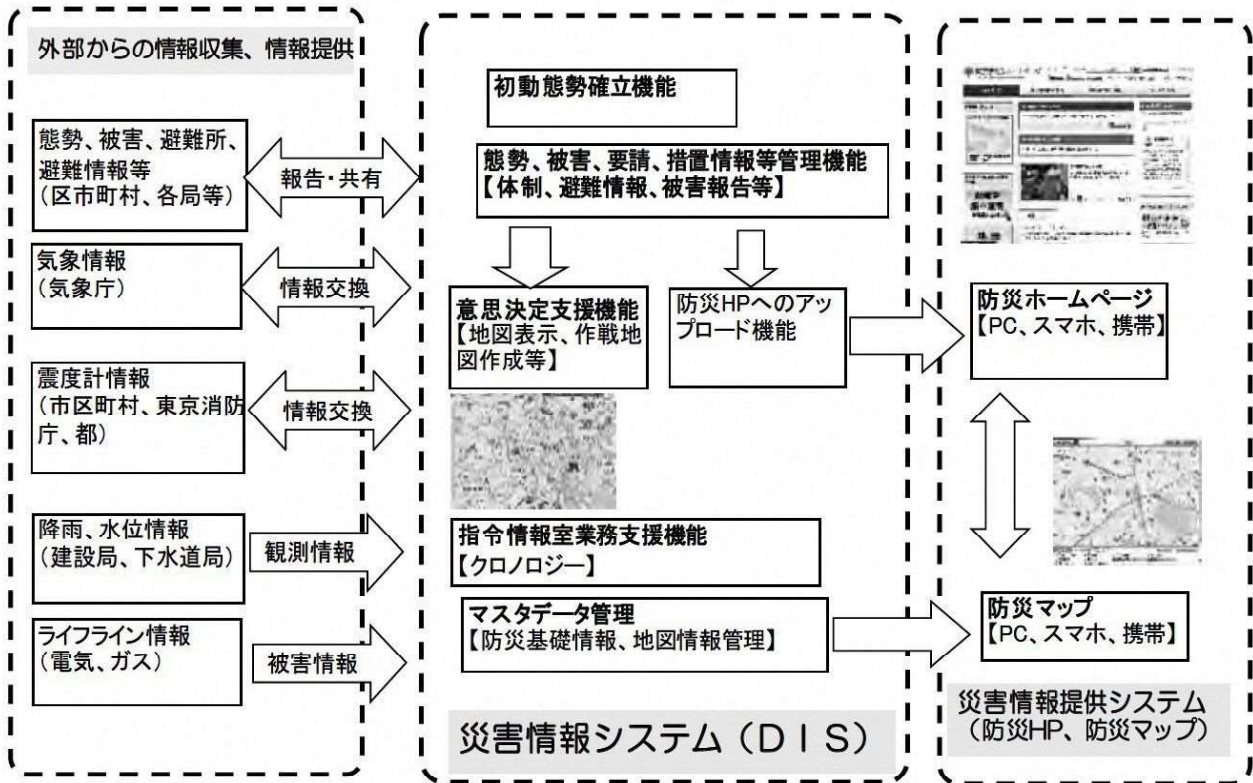 外部からの情報収集、情報提供
態勢、被害、避難所、
避難情報等
(区市町村、各局等)
報告・共有
気象情報
(気象庁)
情報交換
震度計情報
(市区町村、東京消防
庁、都)
情報交換
降雨、水位情報
(建設局、下水道局)
観測情報
ライフライン情報
(電気、ガス)
被害情報
初動態勢確立機能
態勢、被害、要請、措置情報等管理機能
【体制、避難情報、被害報告等】
意思決定支援機能
【地図表示、作戦地
図作成等】
防災HPへのアッ
プロード機能
指令情報室業務支援機能
【クロノロジー】
マスタデータ管理
【防災基礎情報、地図情報管理】
災害情報システム(DIS)
防災ホームページ
【PC、スマホ、携帯】
防災マップ
【PC、スマホ、携帯】
災害情報提供システム
(防災HP、防災マップ)